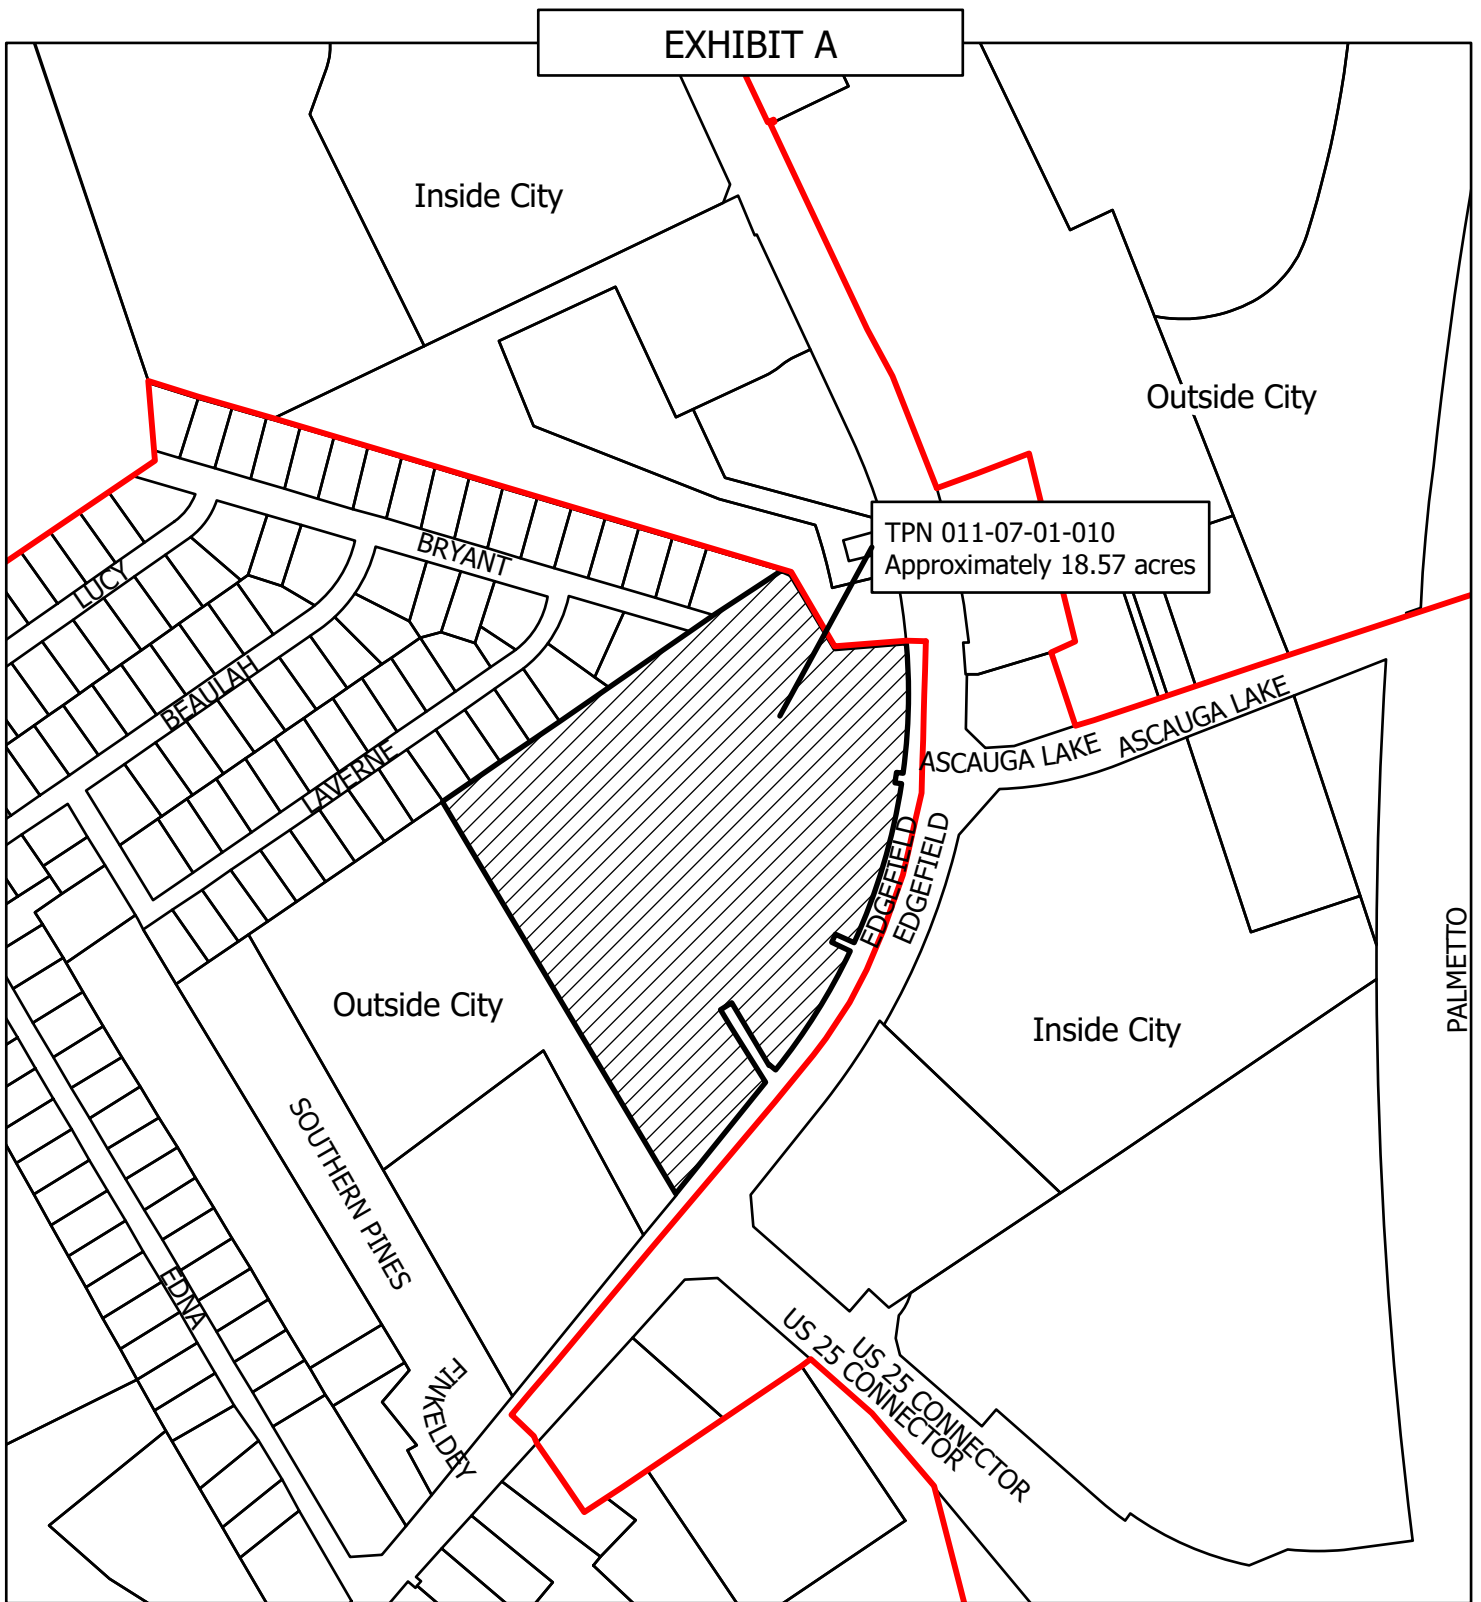 EXHIBIT A
Inside City
Outside City
TPN 011-07-01-010
Approximately 18.57 acres
BRYANT
LUCY
BEAULAH
LAVERNE
ASCAUGA LAKE
ASCAUGA LAKE
EDGEFIELD
EDGEFIELD
PALMETTO
Outside City
Inside City
SOUTHERN PINES
EDNA
FINKELDEY
US 25 CONNECTOR
US 25 CONNECTOR